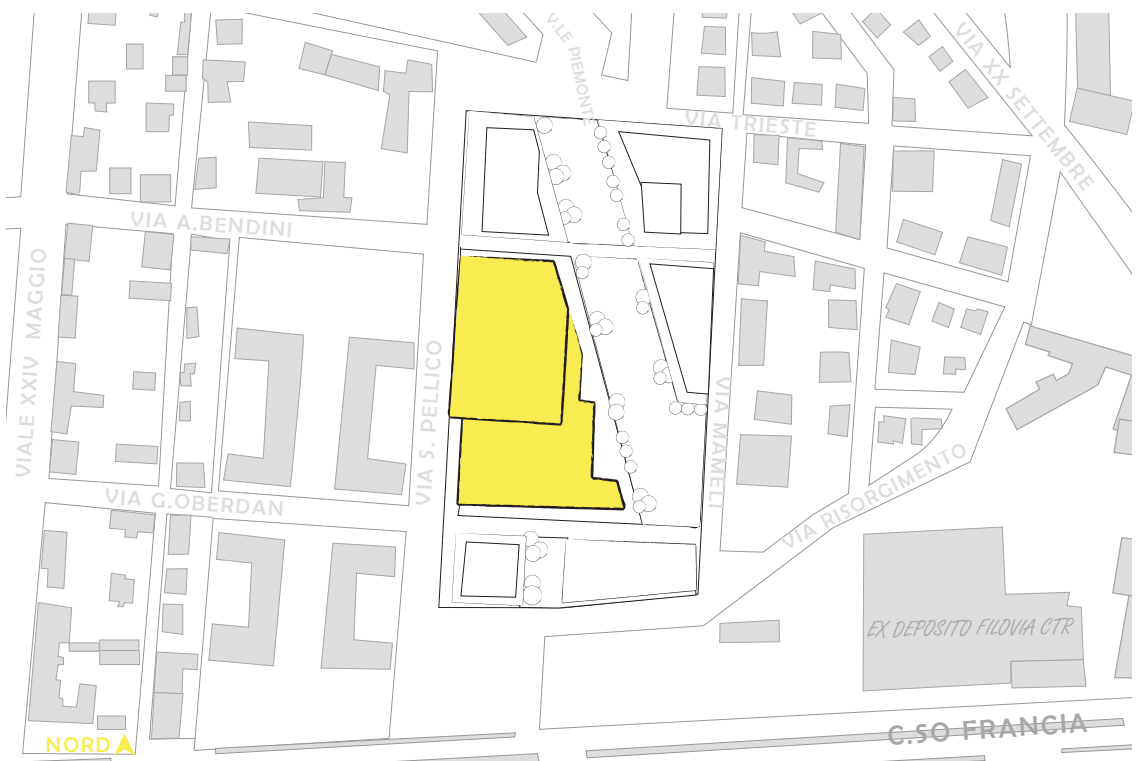 V.LE PIEMONTE
VIA XX SETTEMBRE
VIA TRIESTE
VIA A.BENDINI
VIALE XXIV MAGGIO
VIA S. PELLICO
VIA MAMELI
VIA G.OBERDAN
VIA RISORGIMENTO
EX DEPOSITO FILOVIA CTR
C.SO FRANCIA
NORD